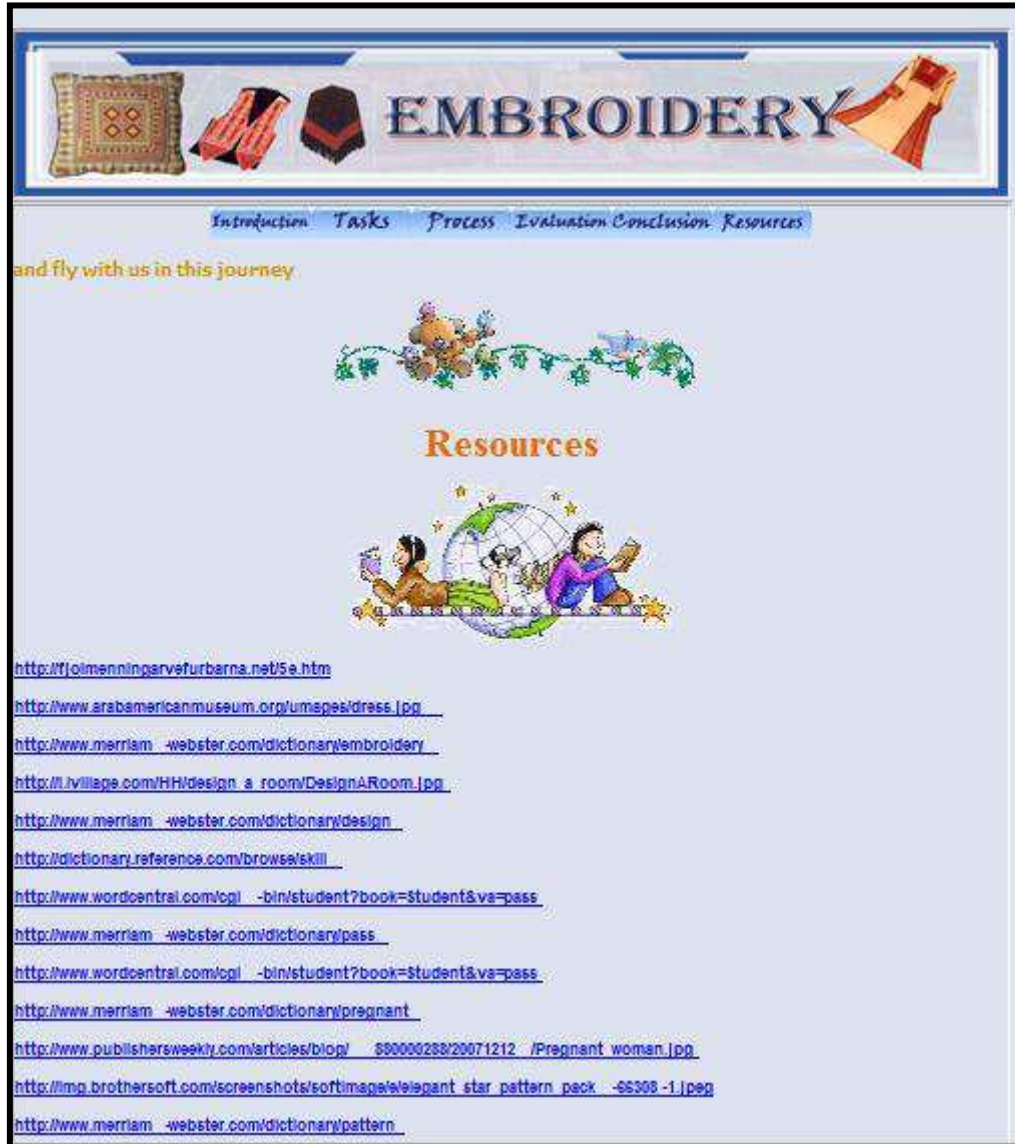 EMBROIDERY
Introduction Tasks Process Evaluation Conclusion Resources
and fly with us in this journey
Resources
http://fjolmenningarvefurbarna.net/5e.htm
http://www.arabamericanmuseum.org/umages/dress.jpg
http://www.merriam -webster.com/dictionary/embroidery
http://i.ivillage.com/HH/design_a_room/DesignARoom.jpg
http://www.merriam -webster.com/dictionary/design
http://dictionary.reference.com/browse/skill
http://www.wordcentral.com/cgi -bin/student?book=Student&va=pass
http://www.merriam -webster.com/dictionary/pass
http://www.wordcentral.com/cgi -bin/student?book=Student&va=pass
http://www.merriam -webster.com/dictionary/pregnant
http://www.publishersweekly.com/articles/blog/ 880000288/20071212 /Pregnant_woman.jpg
http://img.brothersoft.com/screenshots/softimage/e/elegant_star_pattern_pack -66308 -1.jpeg
http://www.merriam -webster.com/dictionary/pattern